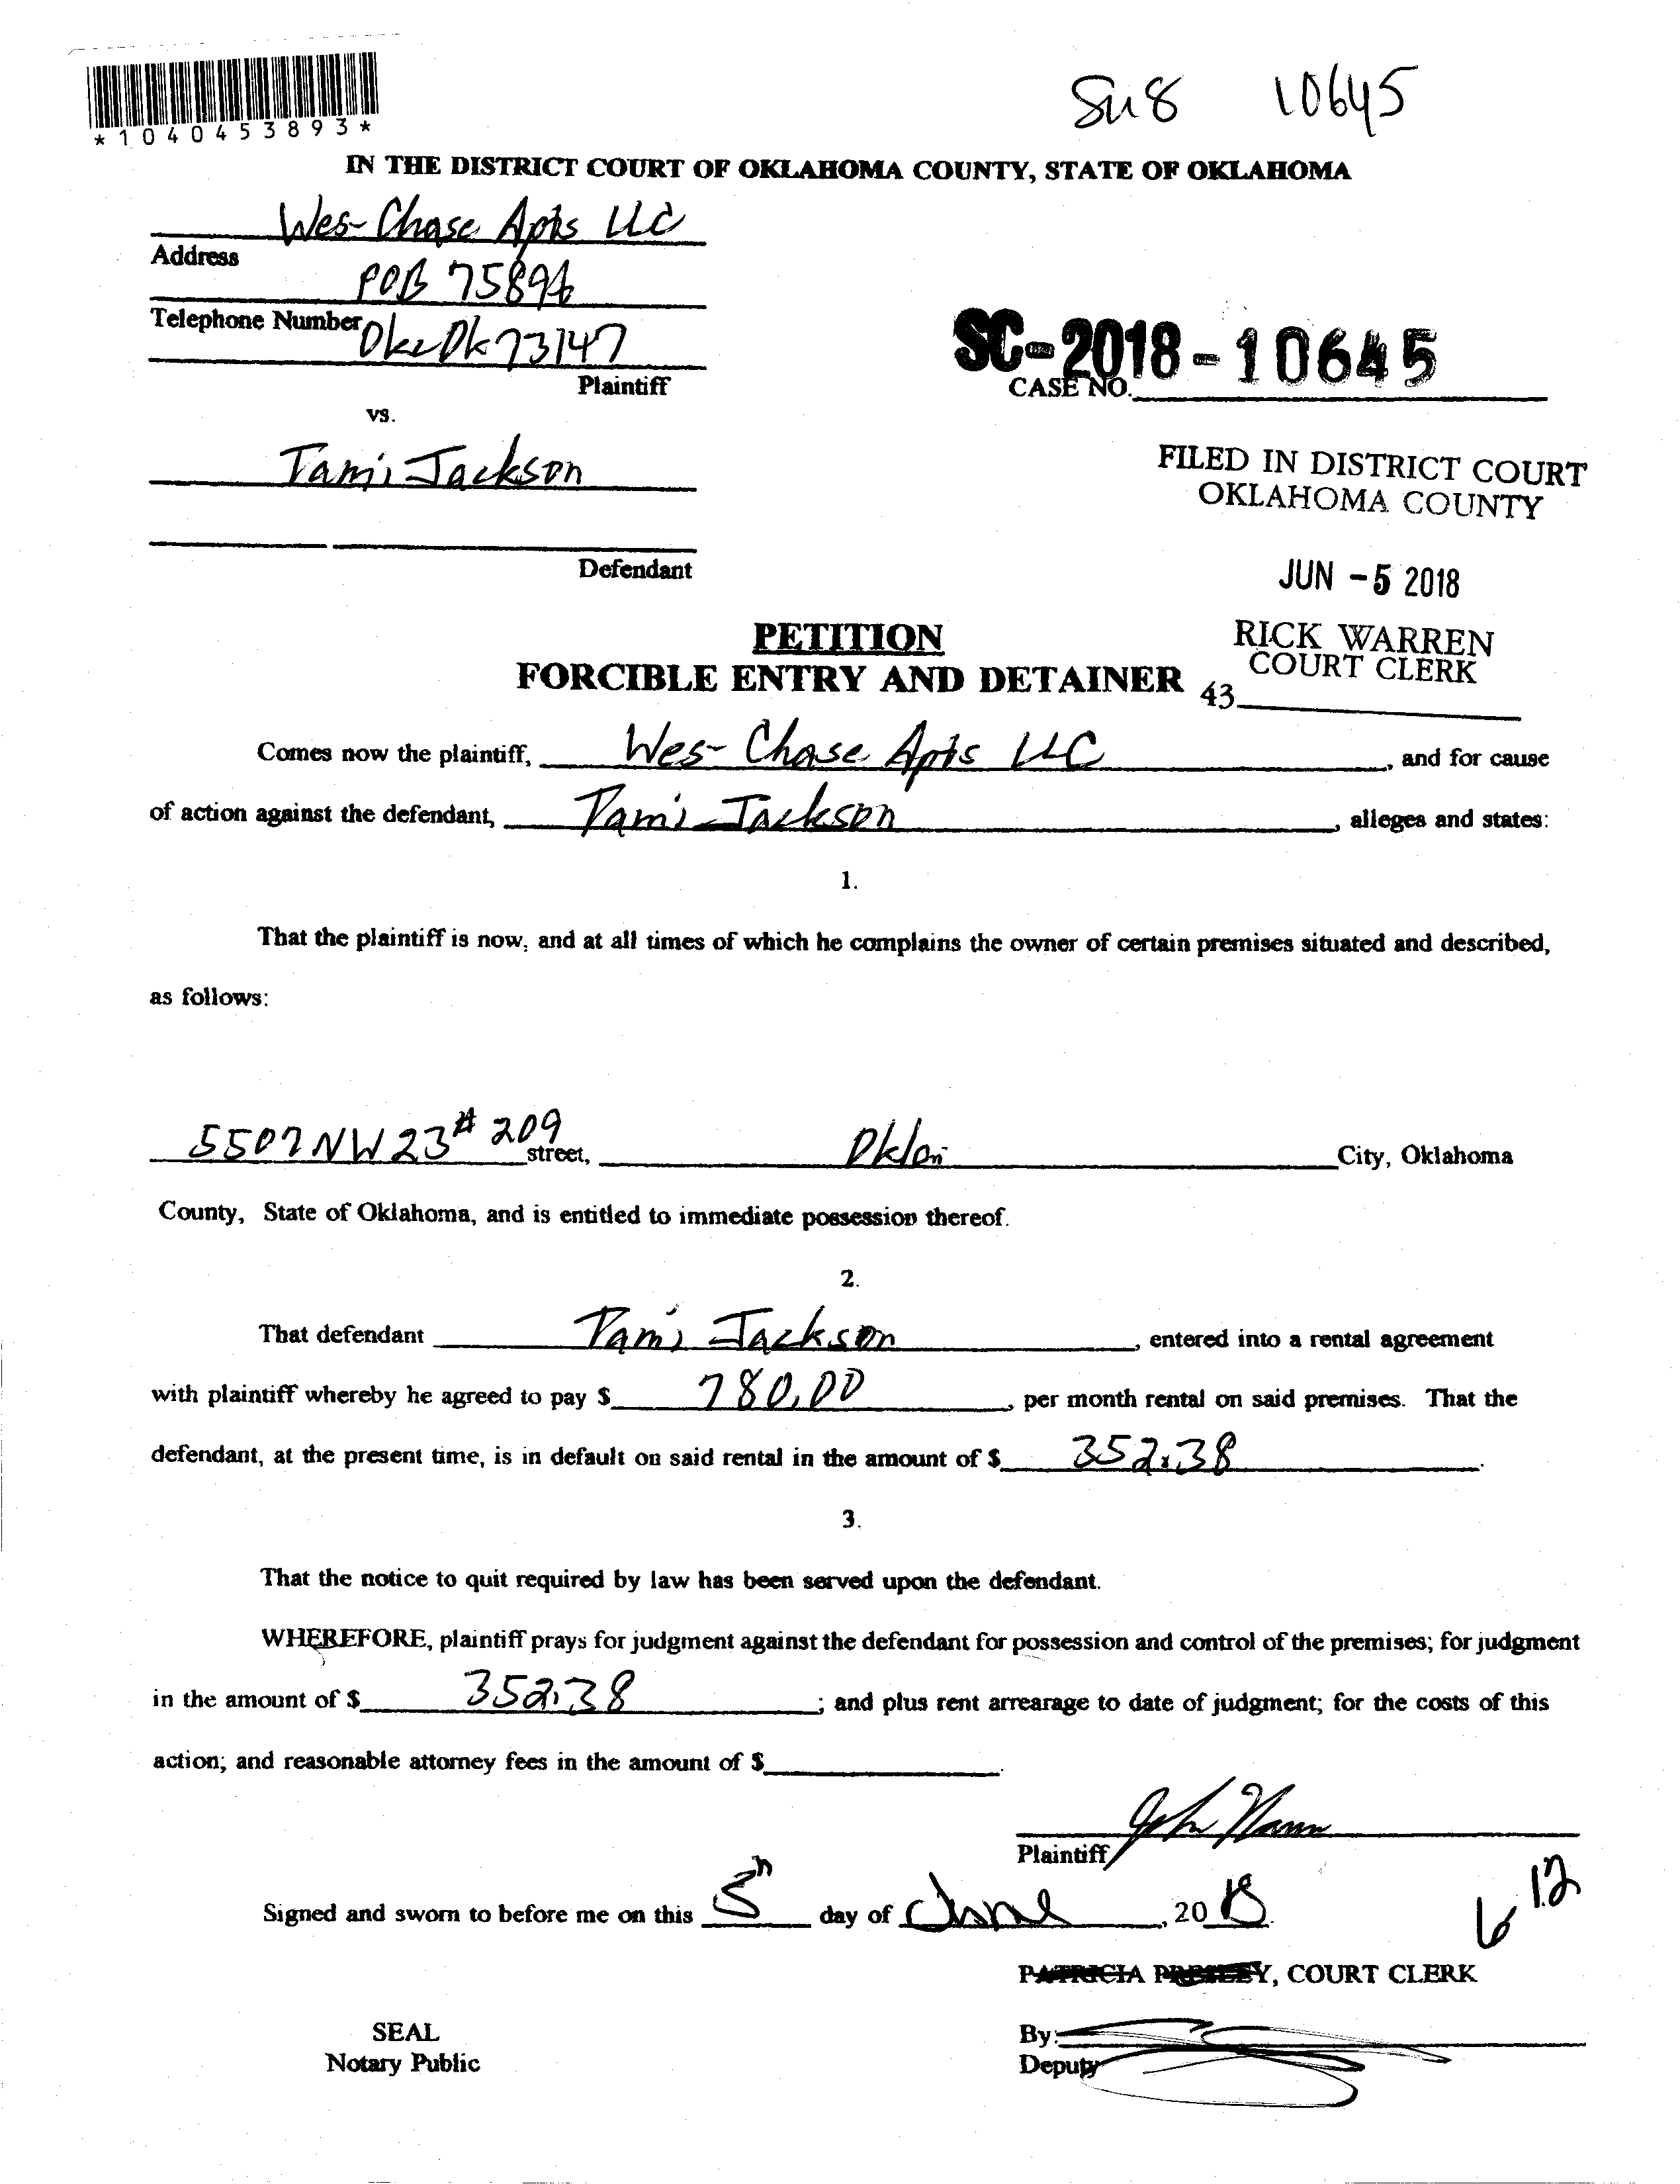 Su8 10645
*1040453893*
IN THE DISTRICT COURT OF OKLAHOMA COUNTY, STATE OF OKLAHOMA
Wes-Chase Apts LLC
Address
POB 75894
Telephone Number
Okc Ok 73147
Plaintiff
SC-2018-10645
CASE NO.
vs.
Tami Jackson
Defendant
FILED IN DISTRICT COURT
OKLAHOMA COUNTY
JUN -5 2018
RICK WARREN
COURT CLERK
43
PETITION
FORCIBLE ENTRY AND DETAINER
Comes now the plaintiff, Wes-Chase Apts LLC, and for cause
of action against the defendant, Tami Jackson, alleges and states:
1.
That the plaintiff is now, and at all times of which he complains the owner of certain premises situated and described,
as follows:
5507 NW 23 # 209 street, Okla City, Oklahoma
County, State of Oklahoma, and is entitled to immediate possession thereof.
2.
That defendant Tami Jackson, entered into a rental agreement
with plaintiff whereby he agreed to pay $ 780.00, per month rental on said premises. That the
defendant, at the present time, is in default on said rental in the amount of $ 352.38.
3.
That the notice to quit required by law has been served upon the defendant.
WHEREFORE, plaintiff prays for judgment against the defendant for possession and control of the premises; for judgment
in the amount of $ 352.38; and plus rent arrearage to date of judgment; for the costs of this
action; and reasonable attorney fees in the amount of $
Plaintiff
Signed and sworn to before me on this 5th day of June, 2018.
6 12
PATRICIA PRESLEY, COURT CLERK
SEAL
Notary Public
By:
Deputy